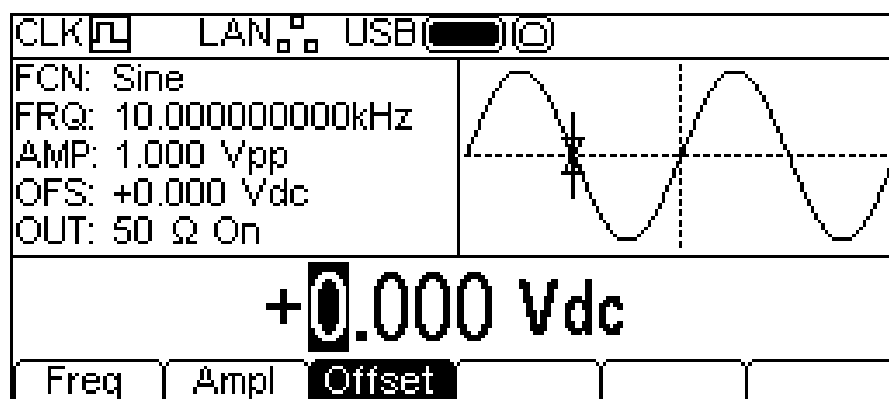 CLK LAN USB
FCN: Sine
FRQ: 10.000000000kHz
AMP: 1.000 Vpp
OFS: +0.000 Vdc
OUT: 50 Ω On
+0.000 Vdc
Freq Ampl Offset